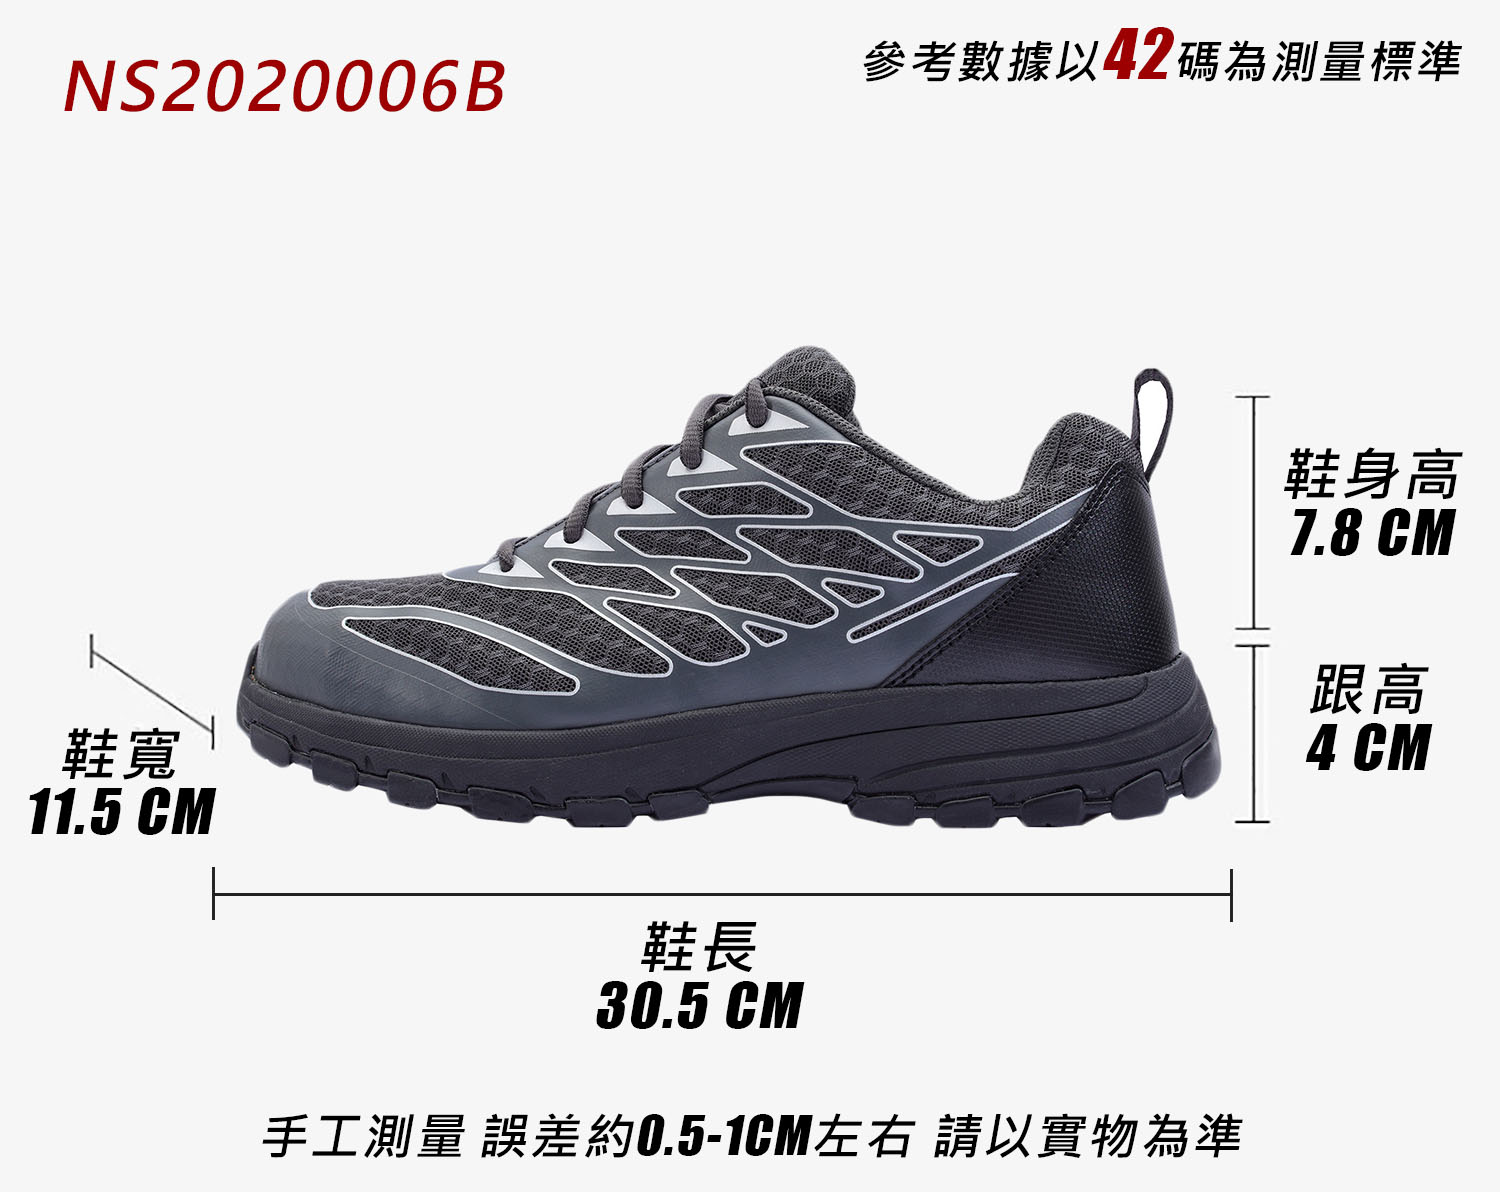 NS2020006B
參考數據以42碼為測量標準
鞋身高
7.8 CM
跟高
4 CM
鞋寬
11.5 CM
鞋長
30.5 CM
手工測量 誤差約0.5-1CM左右 請以實物為準